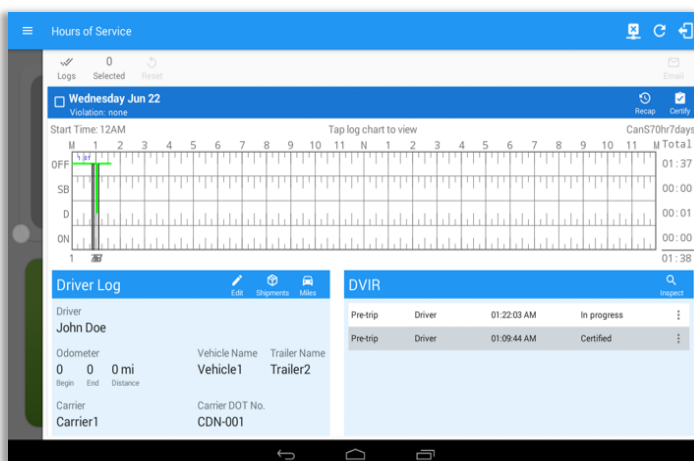 Hours of Service
Logs
0
Selected
Reset
Email
Wednesday Jun 22
Violation: none
Recap
Certify
Start Time: 12AM Tap log chart to view CanS70hr7days
M 1 2 3 4 5 6 7 8 9 10 11 N 1 2 3 4 5 6 7 8 9 10 11 M Total
OFF 01:37
SB 00:00
D 00:01
ON 00:00
1 01:38
Driver Log
Edit
Shipments
Miles
Driver
John Doe
Odometer Vehicle Name Trailer Name
0 0 0 mi Vehicle1 Trailer2
Begin End Distance
Carrier Carrier DOT No.
Carrier1 CDN-001
DVIR
Inspect
Pre-trip Driver 01:22:03 AM In progress
Pre-trip Driver 01:09:44 AM Certified